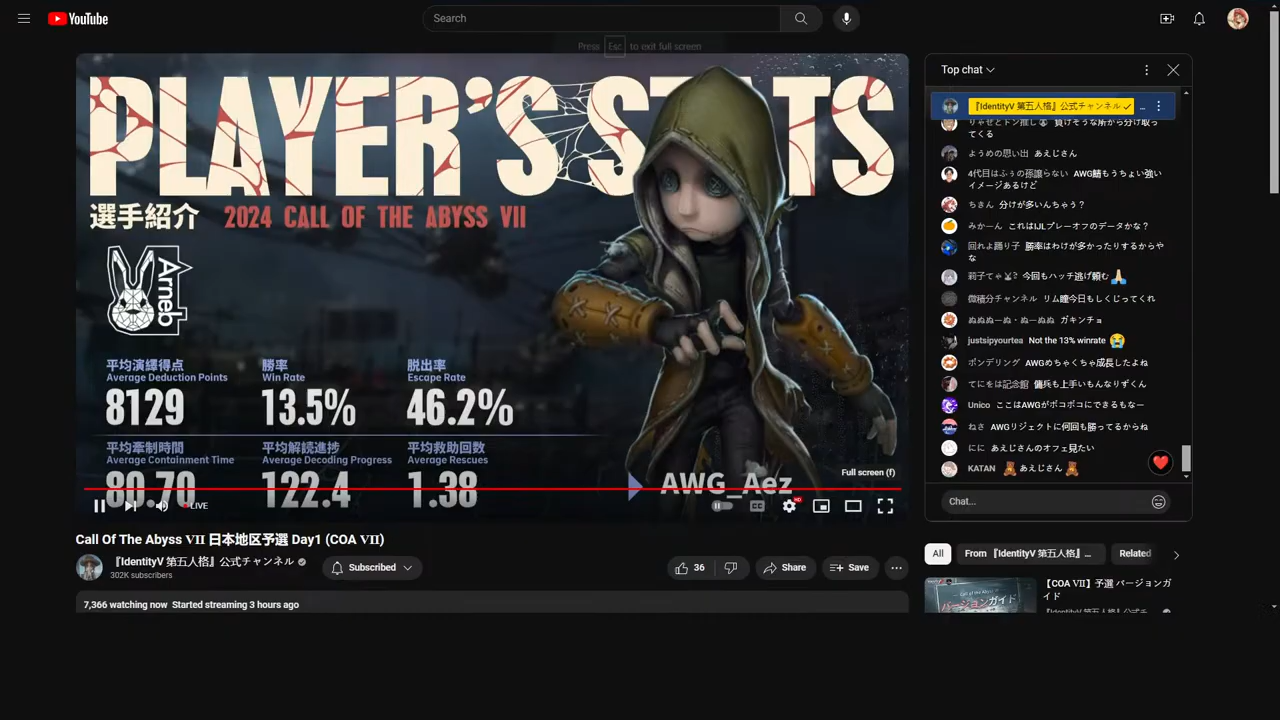 YouTube
Search
Press Esc to exit full screen
PLAYER'S STATS
選手紹介 2024 CALL OF THE ABYSS VII
Arneb
平均演繹得点 勝率 脱出率
Average Deduction Points Win Rate Escape Rate
8129 13.5% 46.2%
平均牽制時間 平均解読進捗 平均救助回数
Average Containment Time Average Decoding Progress Average Rescues
80.70 122.4 1.38
AWG_Aez
Full screen (f)
LIVE
Call Of The Abyss Ⅶ 日本地区予選 Day1 (COA Ⅶ)
『IdentityV 第五人格』公式チャンネル
302K subscribers
Subscribed
36
Share
Save
7,366 watching now Started streaming 3 hours ago
Top chat
『IdentityV 第五人格』公式チャンネル ...
りゃぜとドン推し 負けそうな所から分け取っ
てくる
ようめの思い出 あえじさん
4代目はふぅの孫譲らない AWG鯖もうちょい強い
イメージあるけど
ちきん 分けが多いんちゃう?
みかーん これはIJLプレーオフのデータかな?
回れよ踊り子 勝率はわけが多かったりするからや
な
今回もハッチ逃げ頼む🙏
微積分チャンネル リム瞳今日もしくじってくれ
ぬぬぬーぬ・ぬーぬぬ ガキンチョ
justsipyourtea Not the 13% winrate 😭
ポンデリング AWGめちゃくちゃ成長したよね
てにをは記念館 傭兵も上手いもんなりずくん
Unico ここはAWGがボコボコにできるもなー
ねき AWGリジェクトに何回も勝ってるからね
にに あえじさんのオフェ見たい
KATAN 🧸 あえじさん 🧸
Chat...
All From『IdentityV 第五人格』... Related
【COA Ⅶ】予選 バージョンガ
イド